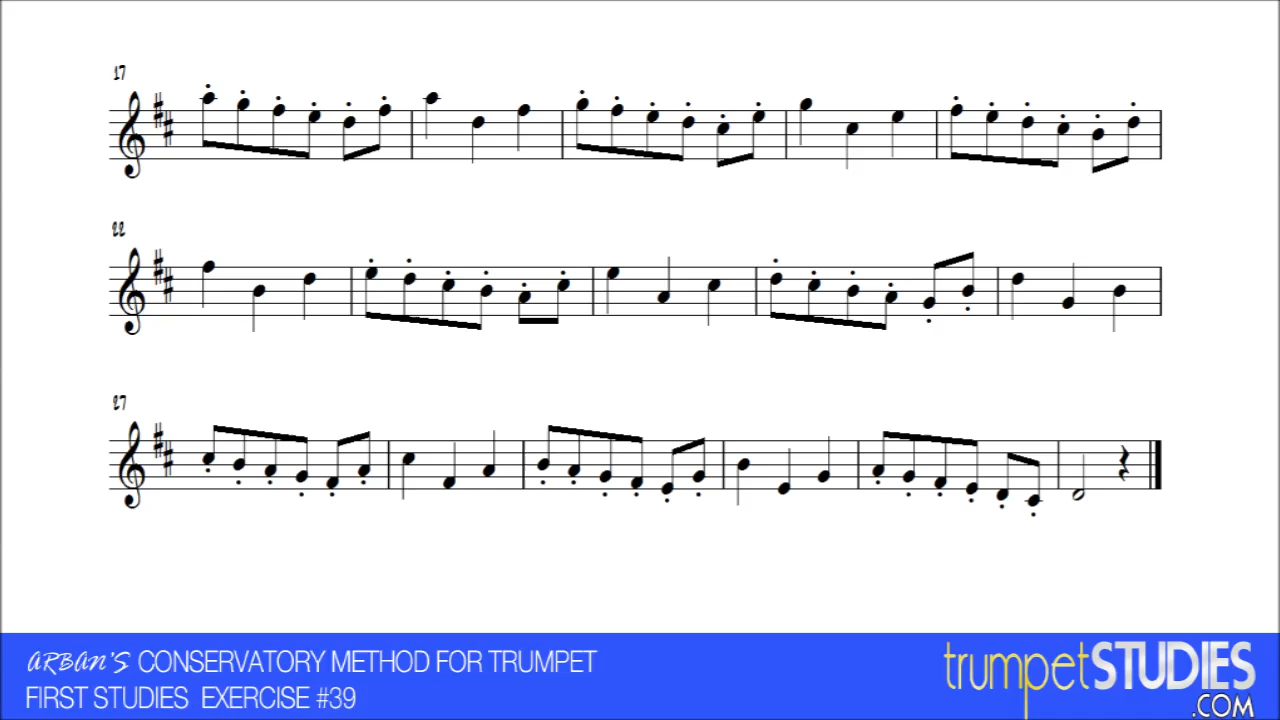 17
22
27
ARBAN'S CONSERVATORY METHOD FOR TRUMPET
FIRST STUDIES EXERCISE #39
trumpetSTUDIES
.COM